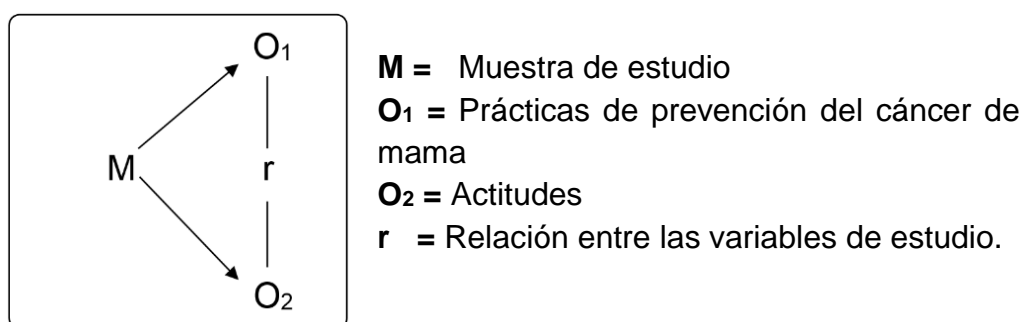 O₁
M
r
O₂
M = Muestra de estudio
O₁ = Prácticas de prevención del cáncer de
mama
O₂ = Actitudes
r = Relación entre las variables de estudio.